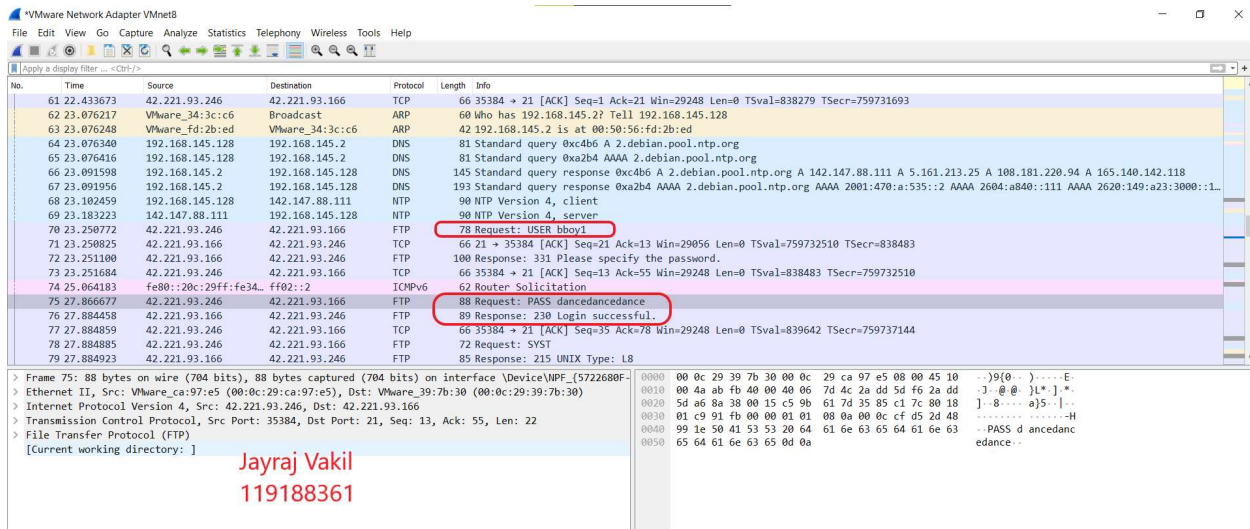 *VMware Network Adapter VMnet8
File Edit View Go Capture Analyze Statistics Telephony Wireless Tools Help
Apply a display filter ... <Ctrl-/>
No. Time Source Destination Protocol Length Info
61 22.433673 42.221.93.246 42.221.93.166 TCP 66 35384 → 21 [ACK] Seq=1 Ack=21 Win=29248 Len=0 TSval=838279 TSecr=759731693
62 23.076217 VMware_34:3c:c6 Broadcast ARP 60 Who has 192.168.145.2? Tell 192.168.145.128
63 23.076248 VMware_fd:2b:ed VMware_34:3c:c6 ARP 42 192.168.145.2 is at 00:50:56:fd:2b:ed
64 23.076340 192.168.145.128 192.168.145.2 DNS 81 Standard query 0xc4b6 A 2.debian.pool.ntp.org
65 23.076416 192.168.145.128 192.168.145.2 DNS 81 Standard query 0xa2b4 AAAA 2.debian.pool.ntp.org
66 23.091598 192.168.145.2 192.168.145.128 DNS 145 Standard query response 0xc4b6 A 2.debian.pool.ntp.org A 142.147.88.111 A 5.161.213.25 A 108.181.220.94 A 165.140.142.118
67 23.091956 192.168.145.2 192.168.145.128 DNS 193 Standard query response 0xa2b4 AAAA 2.debian.pool.ntp.org AAAA 2001:470:a:535::2 AAAA 2604:a840::111 AAAA 2620:149:a23:3000::1…
68 23.102459 192.168.145.128 142.147.88.111 NTP 90 NTP Version 4, client
69 23.183223 142.147.88.111 192.168.145.128 NTP 90 NTP Version 4, server
70 23.250772 42.221.93.246 42.221.93.166 FTP 78 Request: USER bboy1
71 23.250825 42.221.93.166 42.221.93.246 TCP 66 21 → 35384 [ACK] Seq=21 Ack=13 Win=29056 Len=0 TSval=759732510 TSecr=838483
72 23.251100 42.221.93.166 42.221.93.246 FTP 100 Response: 331 Please specify the password.
73 23.251684 42.221.93.246 42.221.93.166 TCP 66 35384 → 21 [ACK] Seq=13 Ack=55 Win=29248 Len=0 TSval=838483 TSecr=759732510
74 25.064183 fe80::20c:29ff:fe34… ff02::2 ICMPv6 62 Router Solicitation
75 27.866677 42.221.93.246 42.221.93.166 FTP 88 Request: PASS dancedancedance
76 27.884458 42.221.93.166 42.221.93.246 FTP 89 Response: 230 Login successful.
77 27.884859 42.221.93.246 42.221.93.166 TCP 66 35384 → 21 [ACK] Seq=35 Ack=78 Win=29248 Len=0 TSval=839642 TSecr=759737144
78 27.884885 42.221.93.246 42.221.93.166 FTP 72 Request: SYST
79 27.884923 42.221.93.166 42.221.93.246 FTP 85 Response: 215 UNIX Type: L8
> Frame 75: 88 bytes on wire (704 bits), 88 bytes captured (704 bits) on interface \Device\NPF_{5722680F-
> Ethernet II, Src: VMware_ca:97:e5 (00:0c:29:ca:97:e5), Dst: VMware_39:7b:30 (00:0c:29:39:7b:30)
> Internet Protocol Version 4, Src: 42.221.93.246, Dst: 42.221.93.166
> Transmission Control Protocol, Src Port: 35384, Dst Port: 21, Seq: 13, Ack: 55, Len: 22
> File Transfer Protocol (FTP)
[Current working directory: ]
Jayraj Vakil
119188361
0000 00 0c 29 39 7b 30 00 0c 29 ca 97 e5 08 00 45 10 ··)9{0·· )·····E·
0010 00 4a ab fb 40 00 40 06 7d 4c 2a dd 5d f6 2a dd ·J··@·@· }L*·]·*·
0020 5d a6 8a 38 00 15 c5 9b 61 7d 35 85 c1 7c 80 18 ]··8···· a}5··|··
0030 01 c9 91 fb 00 00 01 01 08 0a 00 0c cf d5 2d 48 ········ ······-H
0040 99 1e 50 41 53 53 20 64 61 6e 63 65 64 61 6e 63 ··PASS d ancedanc
0050 65 64 61 6e 63 65 0d 0a edance··